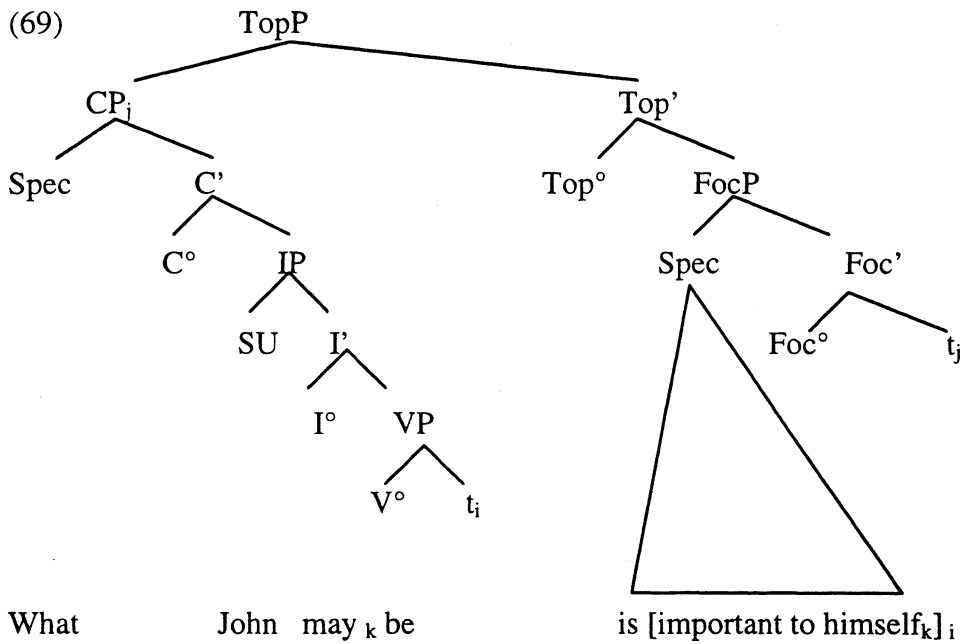 (69) TopP
CPⱼ Top'
Spec C' Top° FocP
C° IP Spec Foc'
SU I' Foc° tⱼ
I° VP
V° tᵢ
What John may ₖ be is [important to himselfₖ] ᵢ